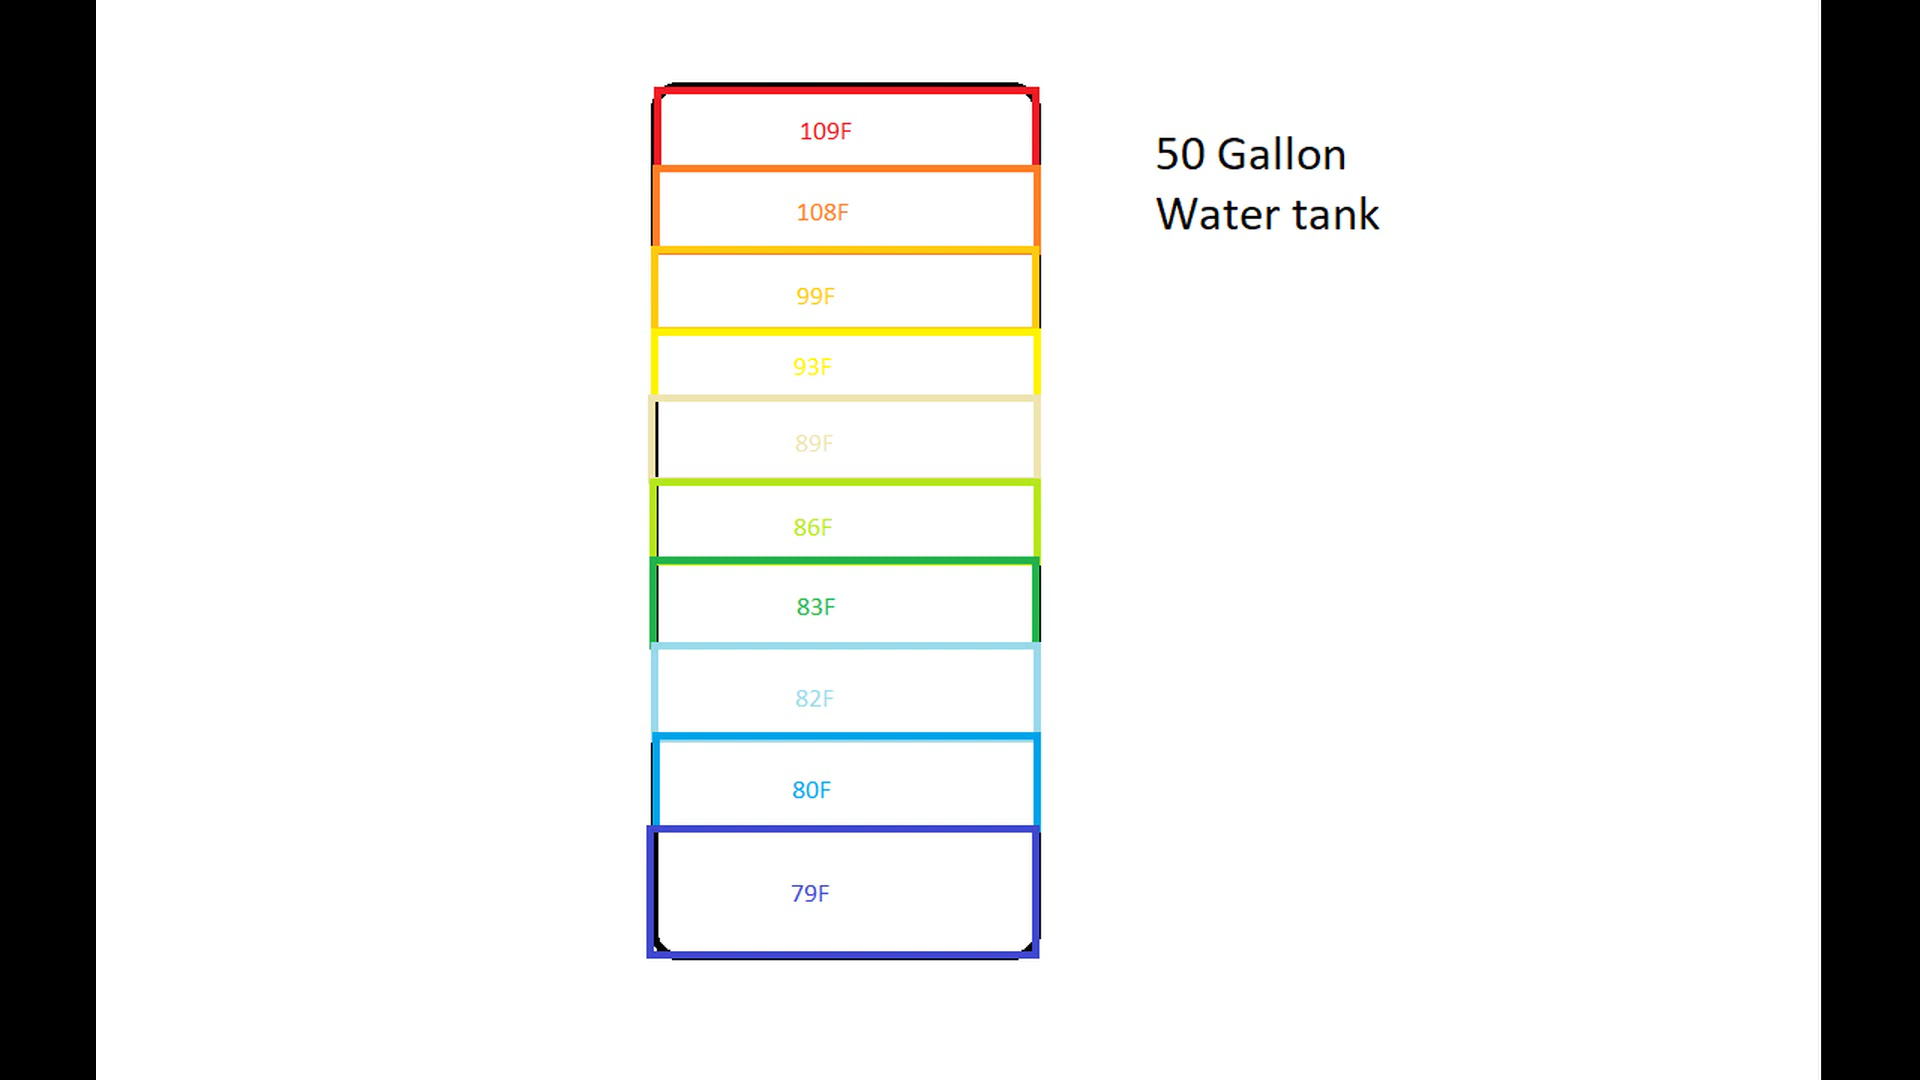 109F
108F
99F
93F
89F
86F
83F
82F
80F
79F
50 Gallon
Water tank